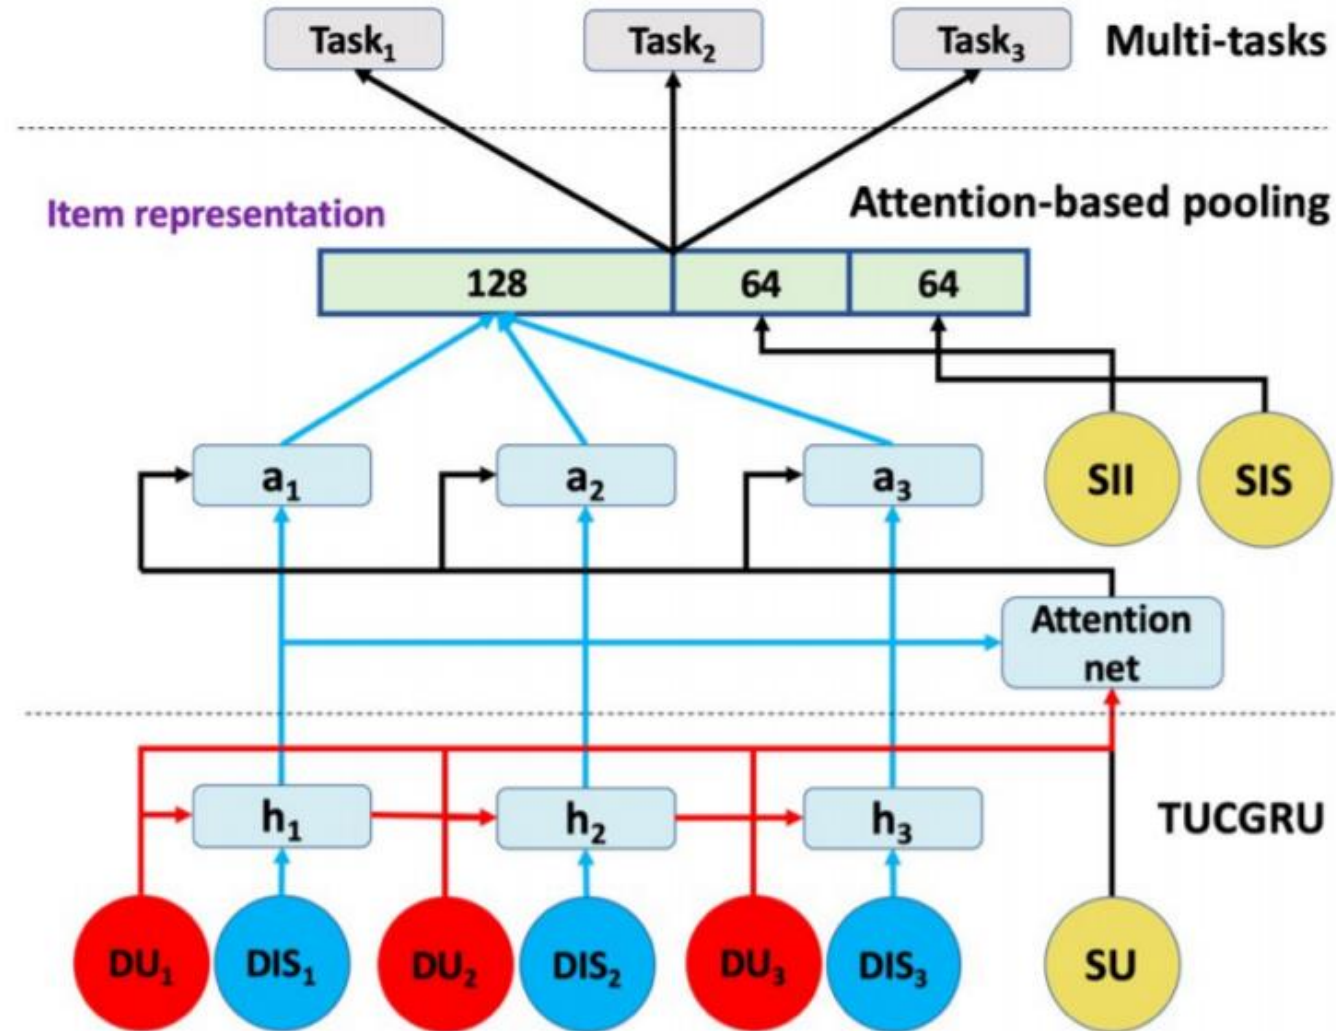 Task₁ Task₂ Task₃ Multi-tasks
Item representation Attention-based pooling
128 64 64
a₁ a₂ a₃ SII SIS
Attention
net
h₁ h₂ h₃ TUCGRU
DU₁ DIS₁ DU₂ DIS₂ DU₃ DIS₃ SU